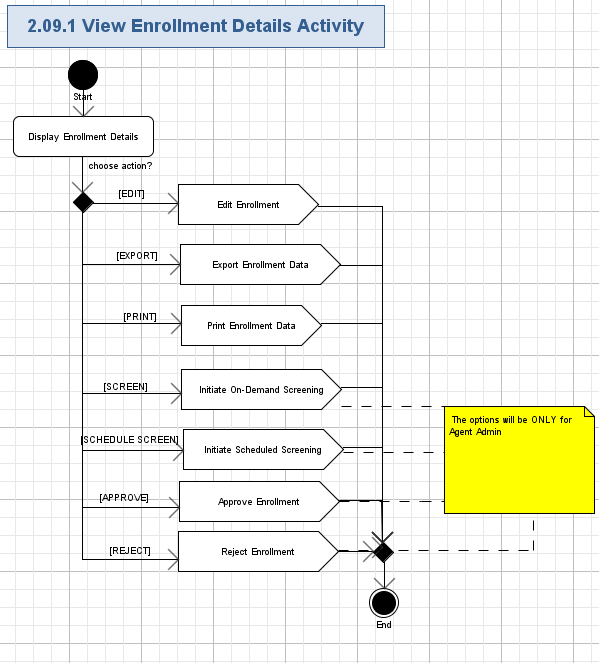 2.09.1 View Enrollment Details Activity
Start
Display Enrollment Details
choose action?
[EDIT]
Edit Enrollment
[EXPORT]
Export Enrollment Data
[PRINT]
Print Enrollment Data
[SCREEN]
Initiate On-Demand Screening
The options will be ONLY for
Agent Admin
[SCHEDULE SCREEN]
Initiate Scheduled Screening
[APPROVE]
Approve Enrollment
[REJECT]
Reject Enrollment
End